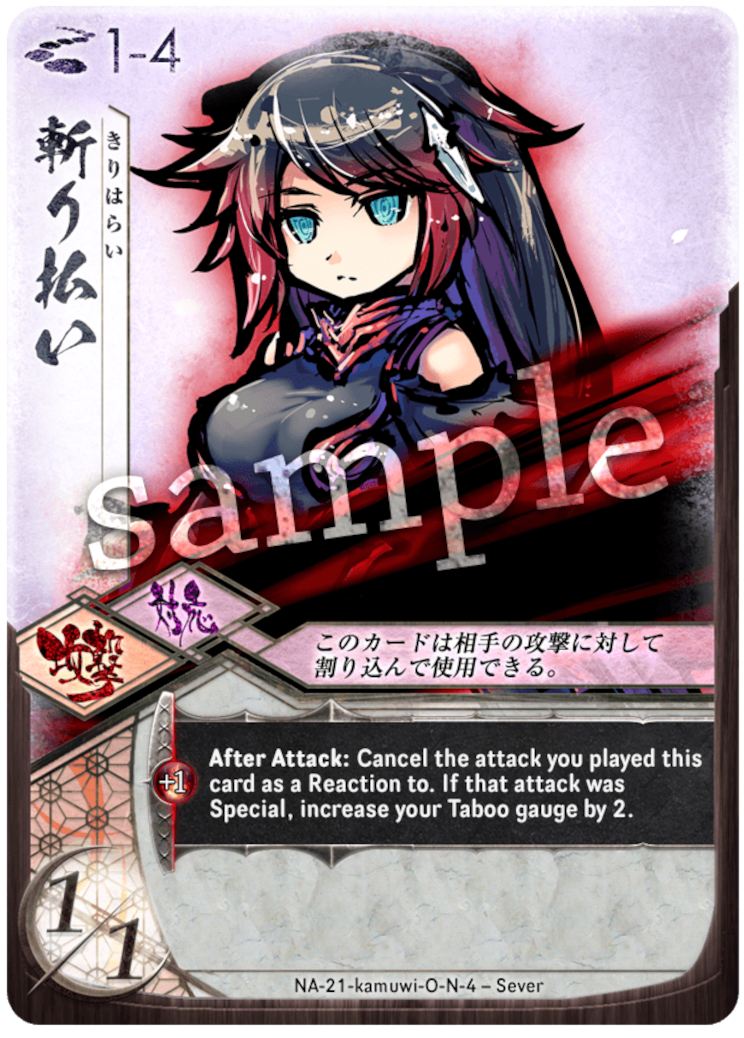 1-4
斬り払い
きりはらい
sample
対応
攻撃
このカードは相手の攻撃に対して
割り込んで使用できる。
+1
After Attack: Cancel the attack you played this
card as a Reaction to. If that attack was
Special, increase your Taboo gauge by 2.
1/1
NA-21-kamuwi-O-N-4 – Sever